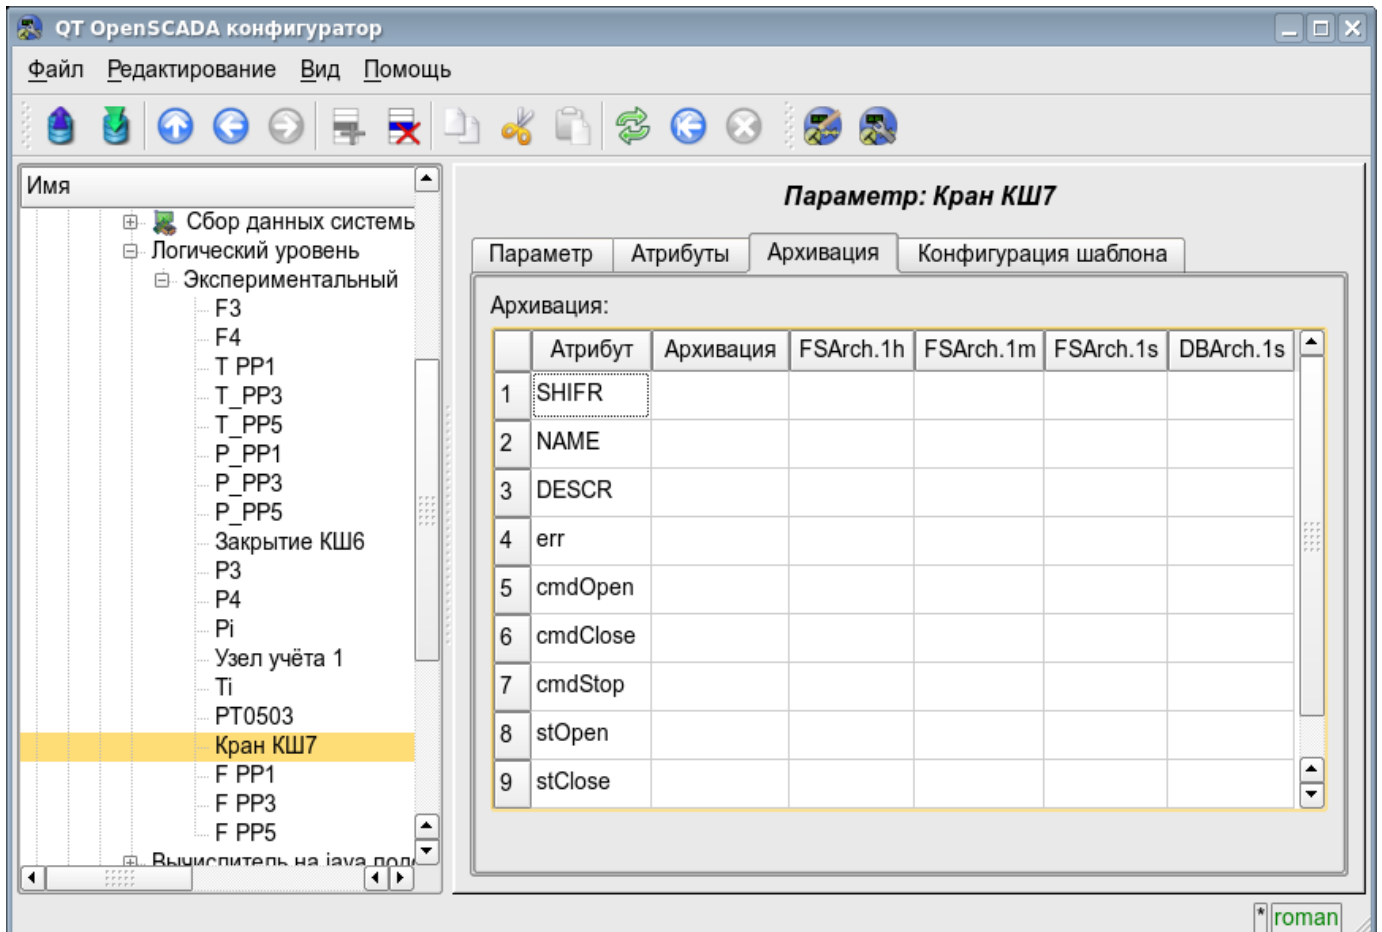 QT OpenSCADA конфигуратор
Файл Редактирование Вид Помощь
Имя
Сбор данных системы
Логический уровень
Экспериментальный
F3
F4
T PP1
T_PP3
T_PP5
P_PP1
P_PP3
P_PP5
Закрытие КШ6
P3
P4
Pi
Узел учёта 1
Ti
PT0503
Кран КШ7
F PP1
F PP3
F PP5
Вычислитель на java
Параметр: Кран КШ7
Параметр Атрибуты Архивация Конфигурация шаблона
Архивация:
Атрибут Архивация FSArch.1h FSArch.1m FSArch.1s DBArch.1s
1 SHIFR
2 NAME
3 DESCR
4 err
5 cmdOpen
6 cmdClose
7 cmdStop
8 stOpen
9 stClose
* roman